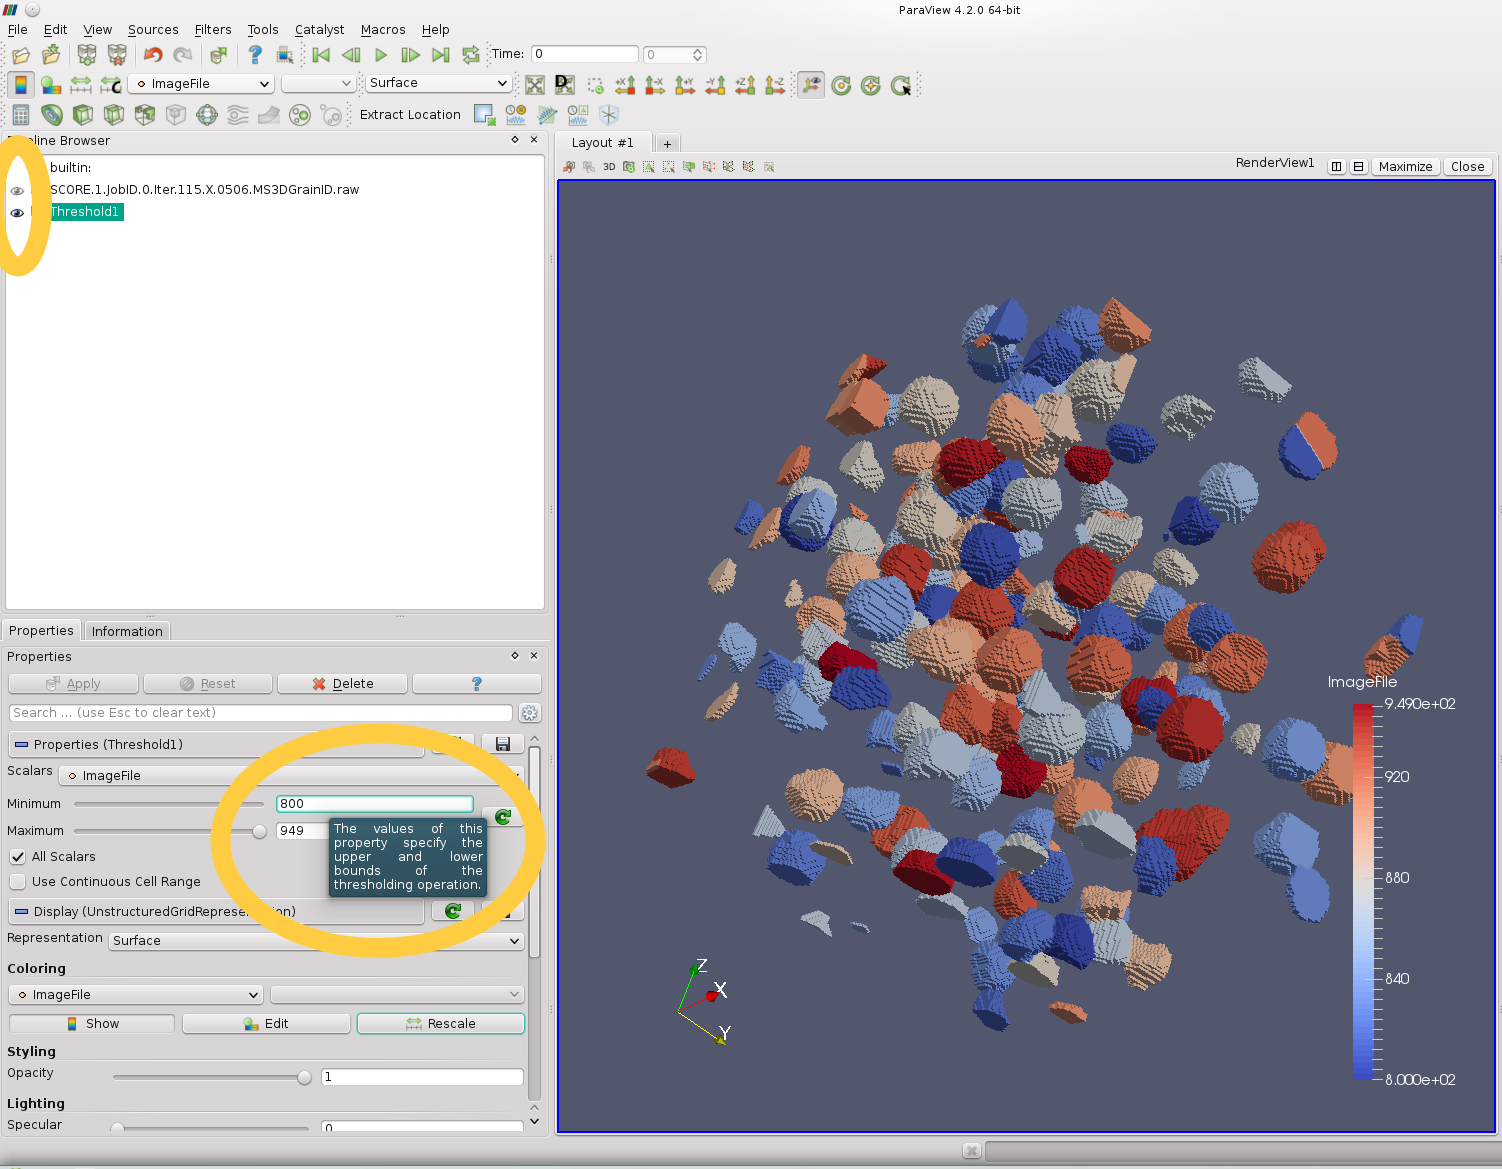 ParaView 4.2.0 64-bit
File Edit View Sources Filters Tools Catalyst Macros Help
Time: 0 0
ImageFile Surface
+X -X +Y -Y +Z -Z
Extract Location
line Browser
builtin:
SCORE.1.JobID.0.Iter.115.X.0506.MS3DGrainID.raw
Threshold1
Layout #1 +
3D
RenderView1 Maximize Close
Properties Information
Properties
Apply Reset Delete ?
Search ... (use Esc to clear text)
Properties (Threshold1)
Scalars ImageFile
Minimum 800
Maximum 949
The values of this
property specify the
upper and lower
bounds of the
thresholding operation.
All Scalars
Use Continuous Cell Range
Display (UnstructuredGridRepresentation)
Representation Surface
Coloring
ImageFile
Show Edit Rescale
Styling
Opacity 1
Lighting
Specular 0
ImageFile
9.490e+02
920
880
840
8.000e+02
Z
X
Y